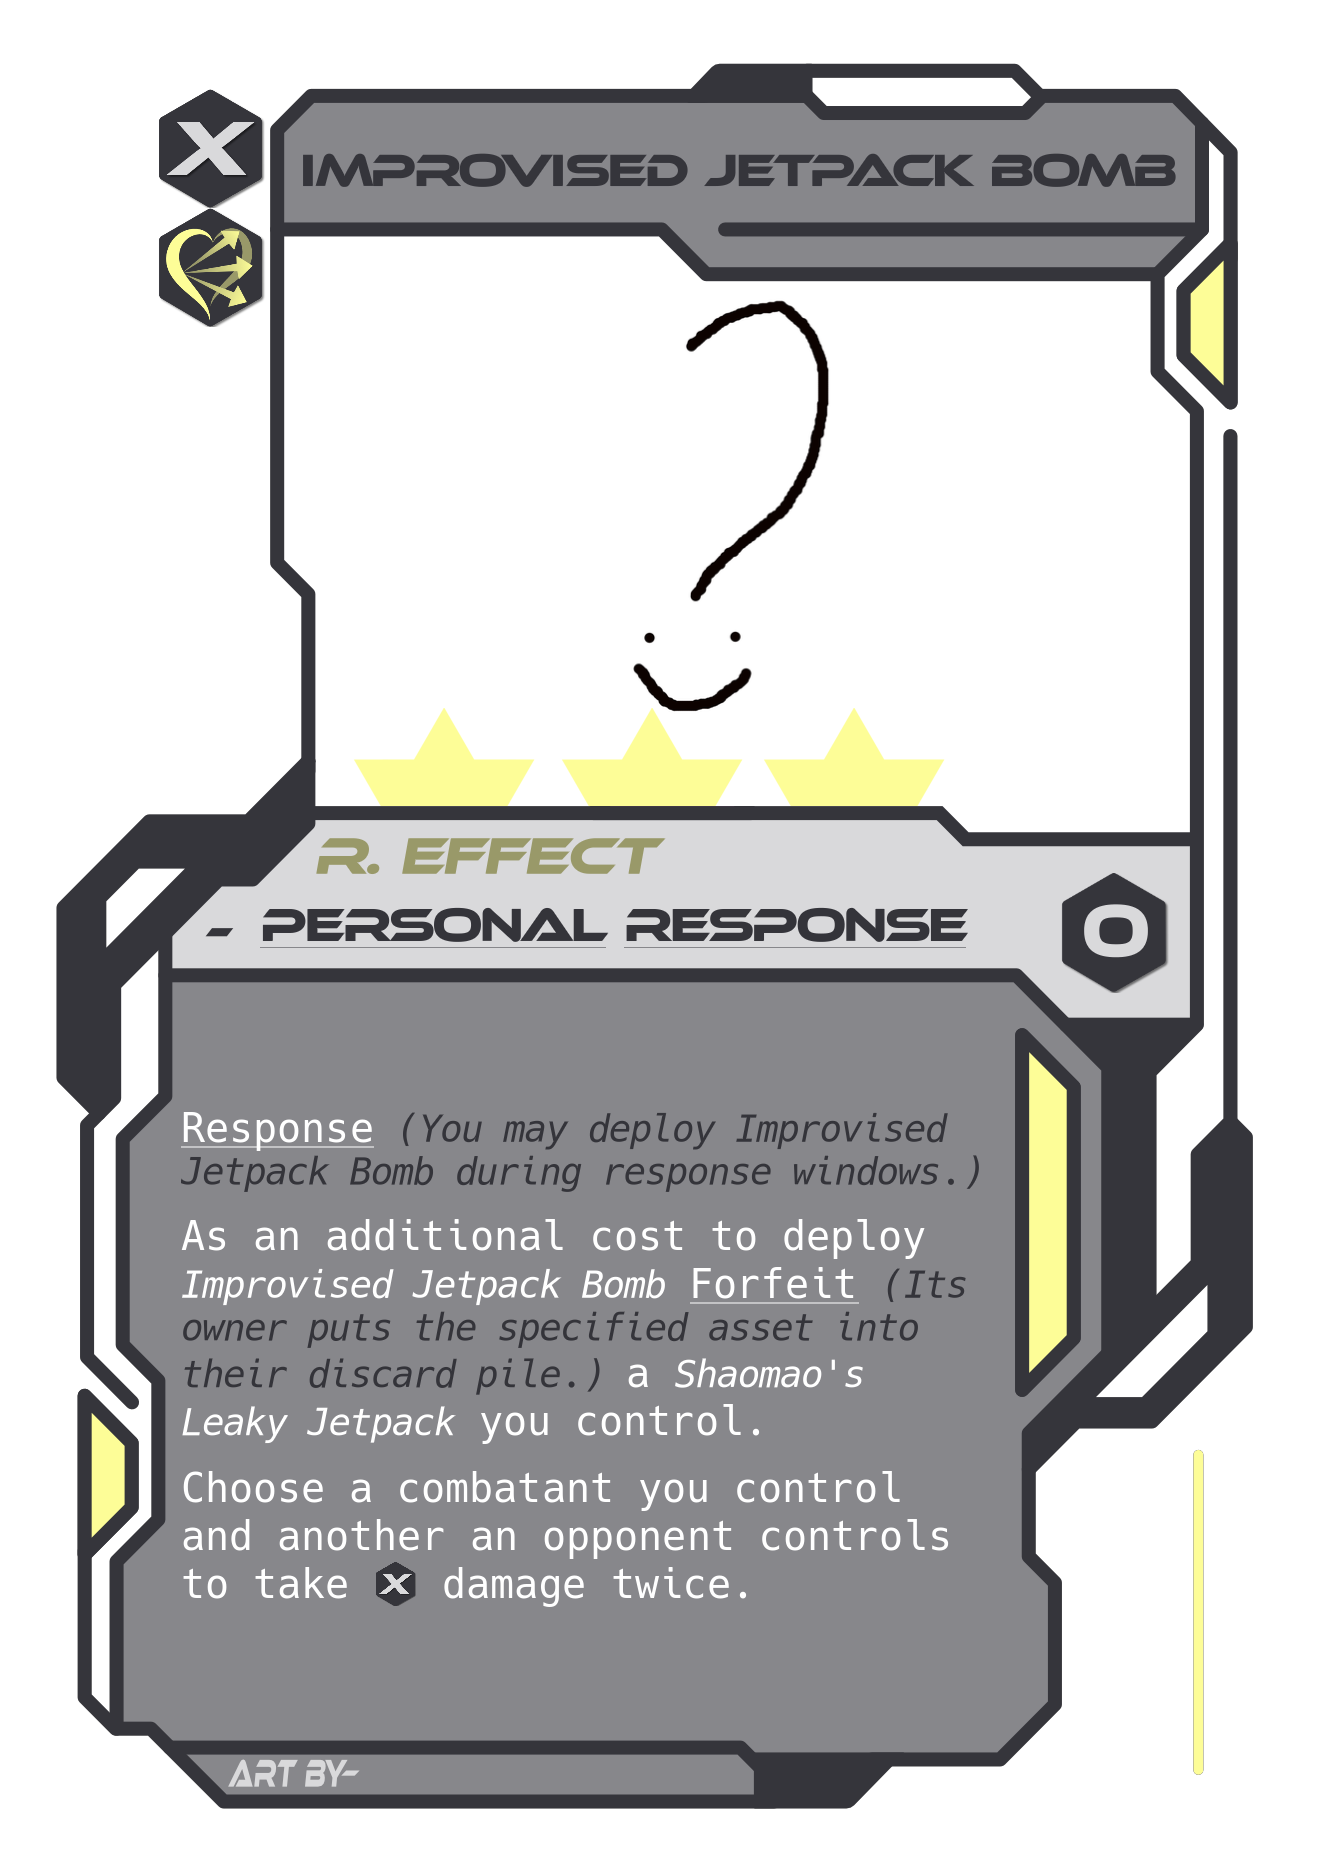 X
IMPROVISED JETPACK BOMB
R. EFFECT
- PERSONAL RESPONSE
0
Response (You may deploy Improvised
Jetpack Bomb during response windows.)
As an additional cost to deploy
Improvised Jetpack Bomb Forfeit (Its
owner puts the specified asset into
their discard pile.) a Shaomao's
Leaky Jetpack you control.
Choose a combatant you control
and another an opponent controls
to take X damage twice.
ART BY-